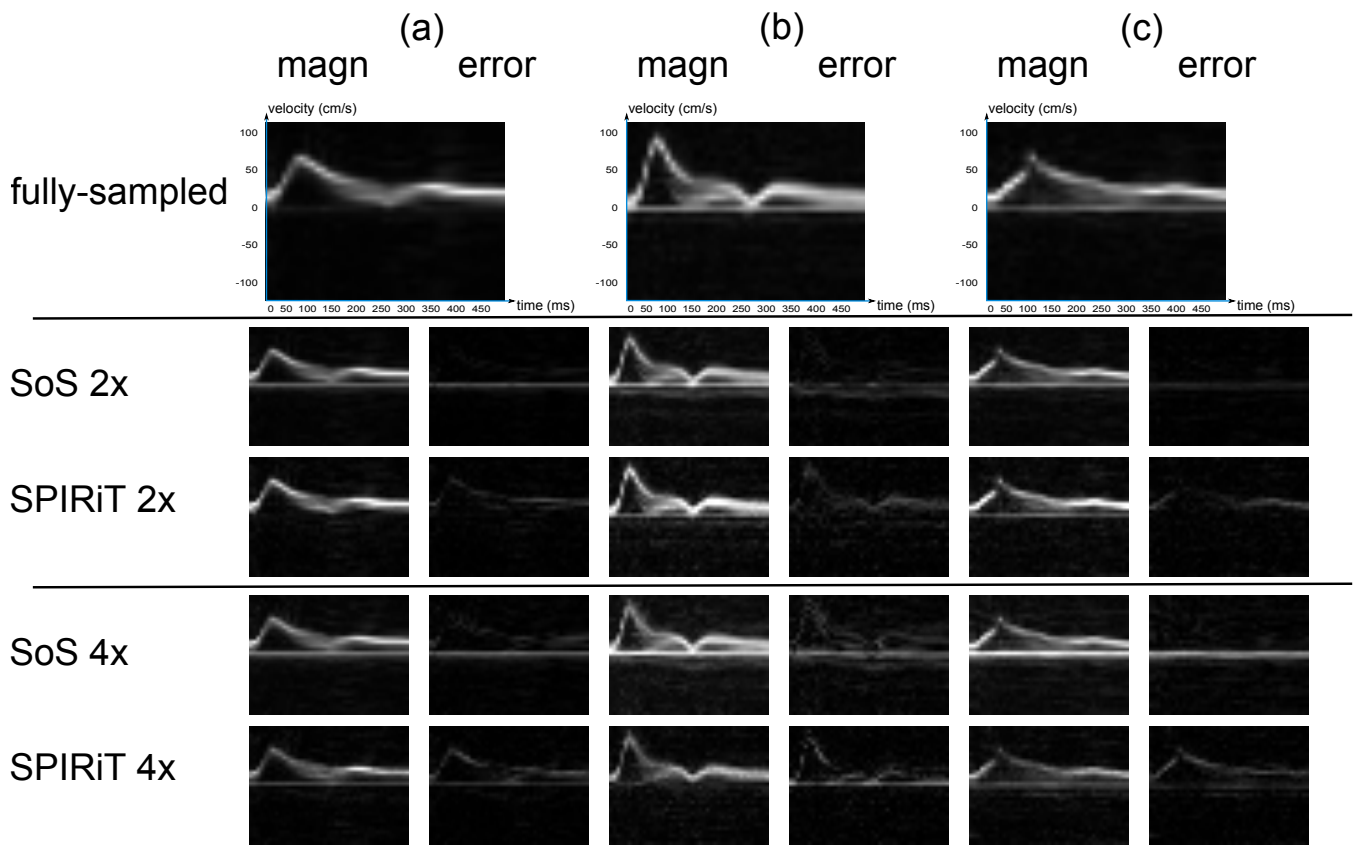 (a) (b) (c)
magn error magn error magn error
velocity (cm/s) velocity (cm/s) velocity (cm/s)
100 100 100
50 50 50
fully-sampled
0 0 0
-50 -50 -50
-100 -100 -100
0 50 100 150 200 250 300 350 400 450 time (ms) 0 50 100 150 200 250 300 350 400 450 time (ms) 0 50 100 150 200 250 300 350 400 450 time (ms)
SoS 2x
SPIRiT 2x
SoS 4x
SPIRiT 4x